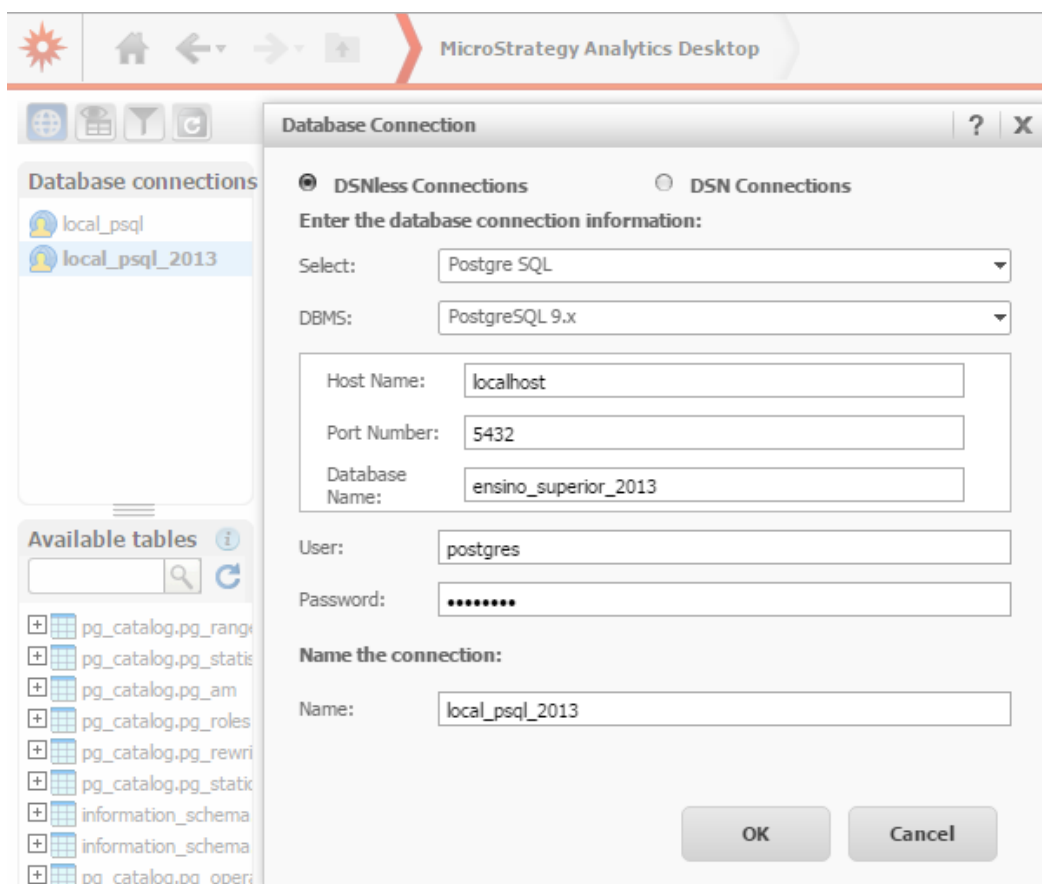 MicroStrategy Analytics Desktop
Database connections
local_psql
local_psql_2013
Available tables
pg_catalog.pg_range
pg_catalog.pg_statis
pg_catalog.pg_am
pg_catalog.pg_roles
pg_catalog.pg_rewri
pg_catalog.pg_static
information_schema
information_schema
pg_catalog.pg_opera
Database Connection ? X
DSNless Connections DSN Connections
Enter the database connection information:
Select: Postgre SQL
DBMS: PostgreSQL 9.x
Host Name: localhost
Port Number: 5432
Database
Name: ensino_superior_2013
User: postgres
Password: ••••••••
Name the connection:
Name: local_psql_2013
OK Cancel